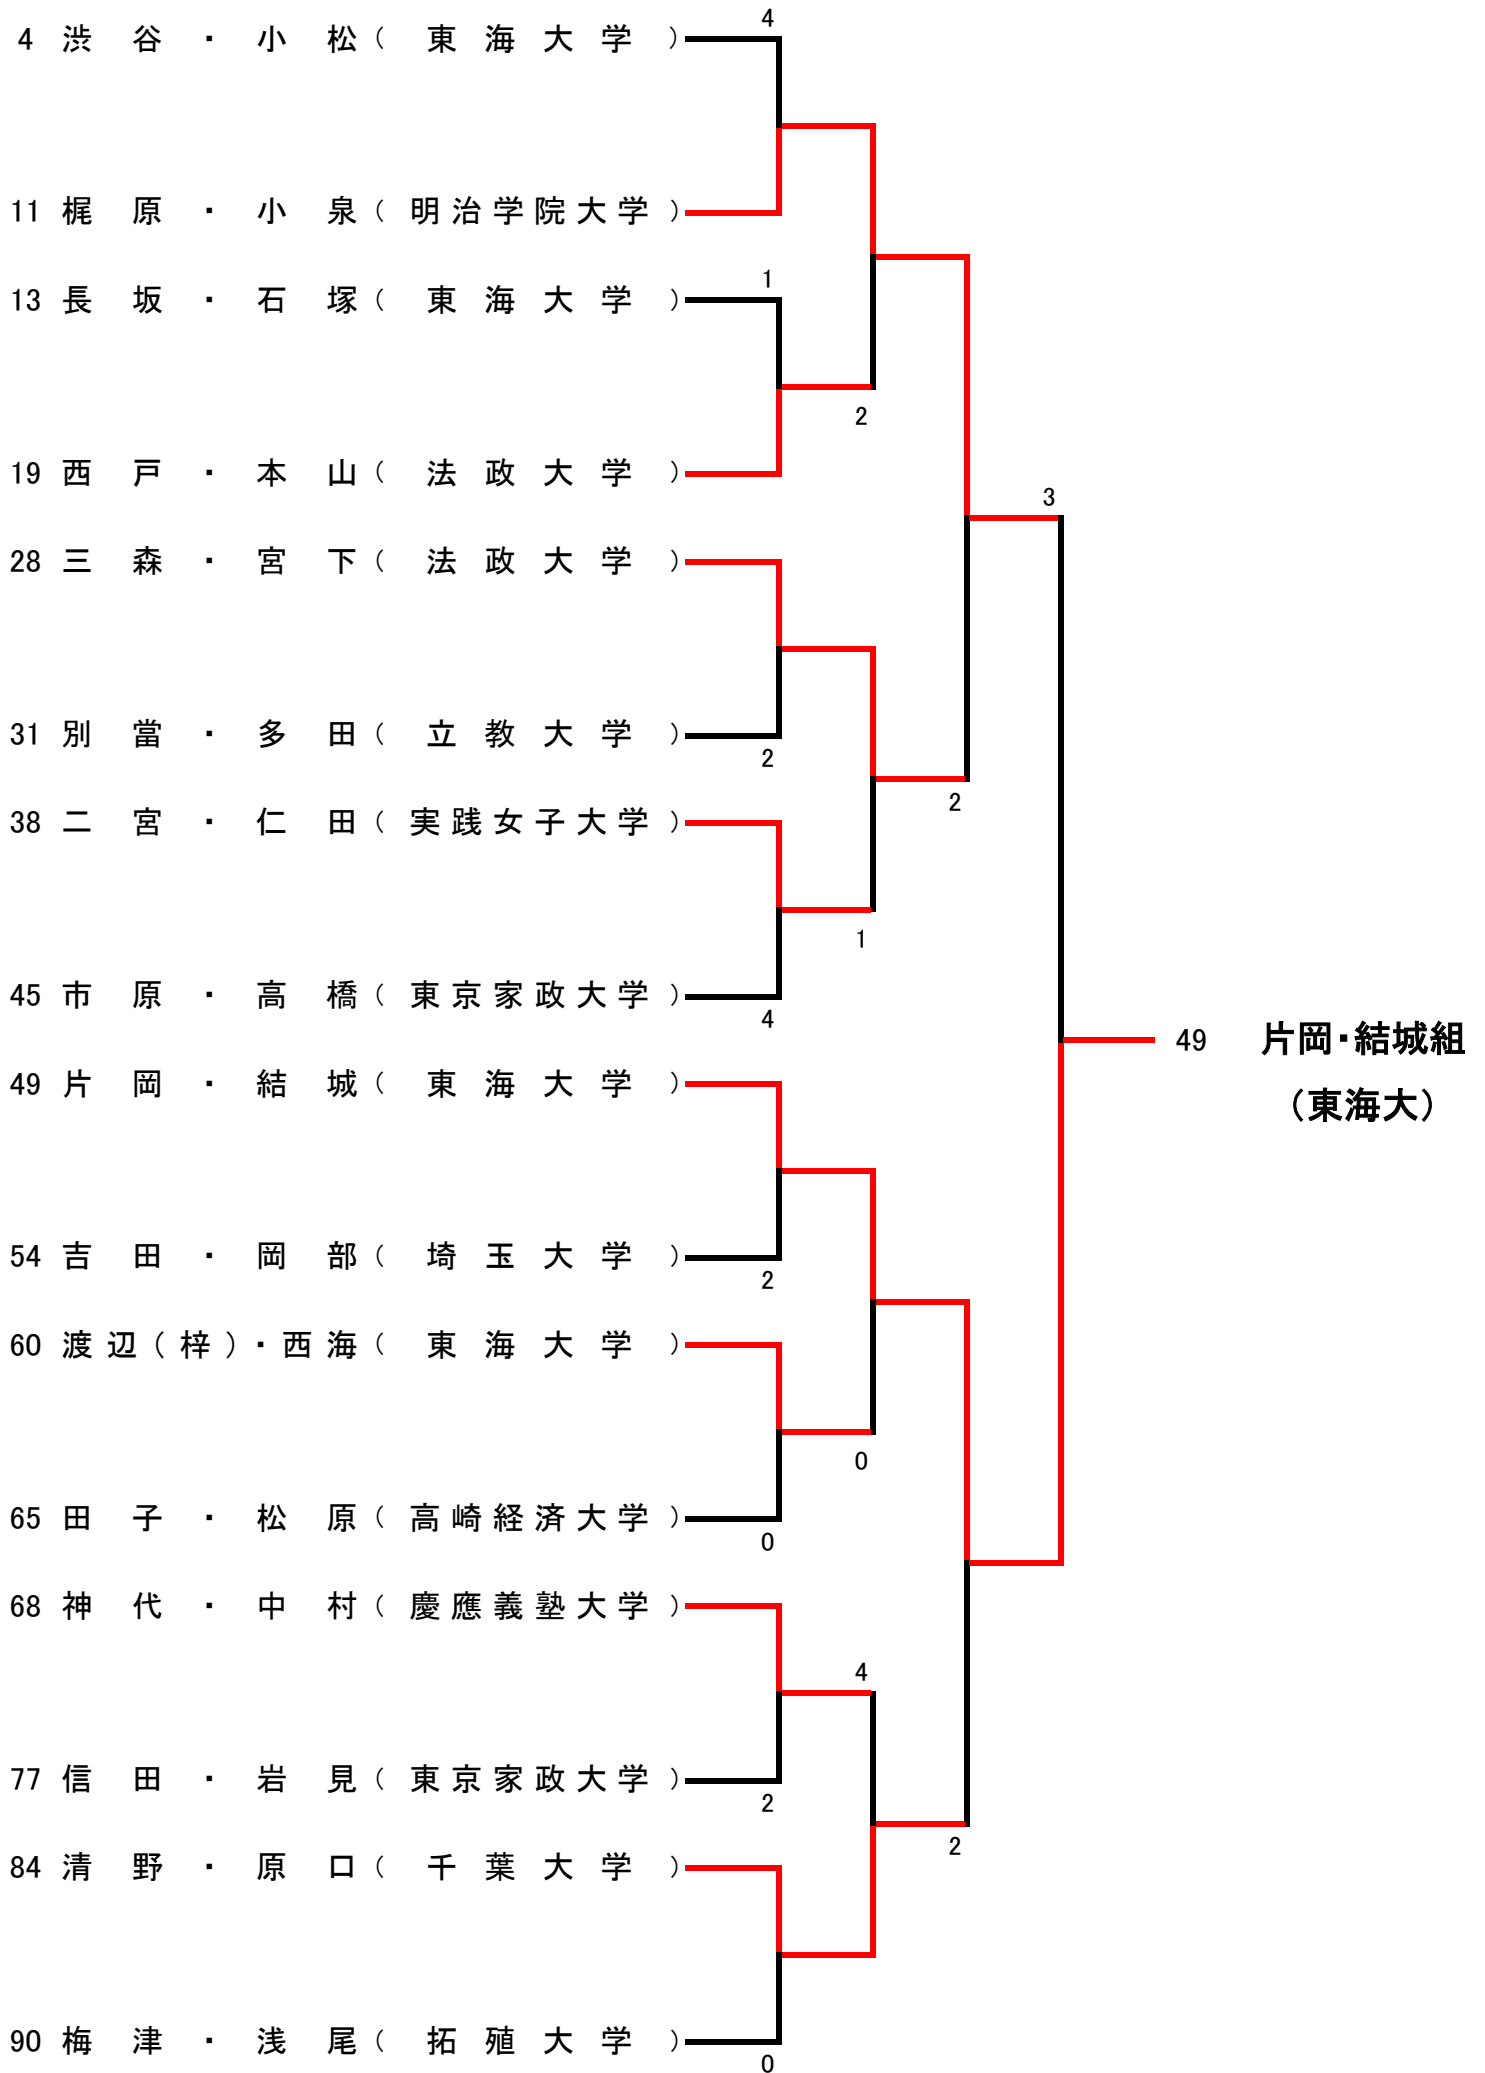 4
4 渋谷・小松(東海大学)
11 梶原・小泉(明治学院大学)
1
13 長坂・石塚(東海大学)
2
19 西戸・本山(法政大学)
3
28 三森・宮下(法政大学)
31 別當・多田(立教大学)
2
2
38 二宮・仁田(実践女子大学)
1
45 市原・高橋(東京家政大学)
4
49 片岡・結城組
(東海大)
49 片岡・結城(東海大学)
54 吉田・岡部(埼玉大学)
2
60 渡辺(梓)・西海(東海大学)
0
65 田子・松原(高崎経済大学)
0
68 神代・中村(慶應義塾大学)
4
77 信田・岩見(東京家政大学)
2
2
84 清野・原口(千葉大学)
90 梅津・浅尾(拓殖大学)
0